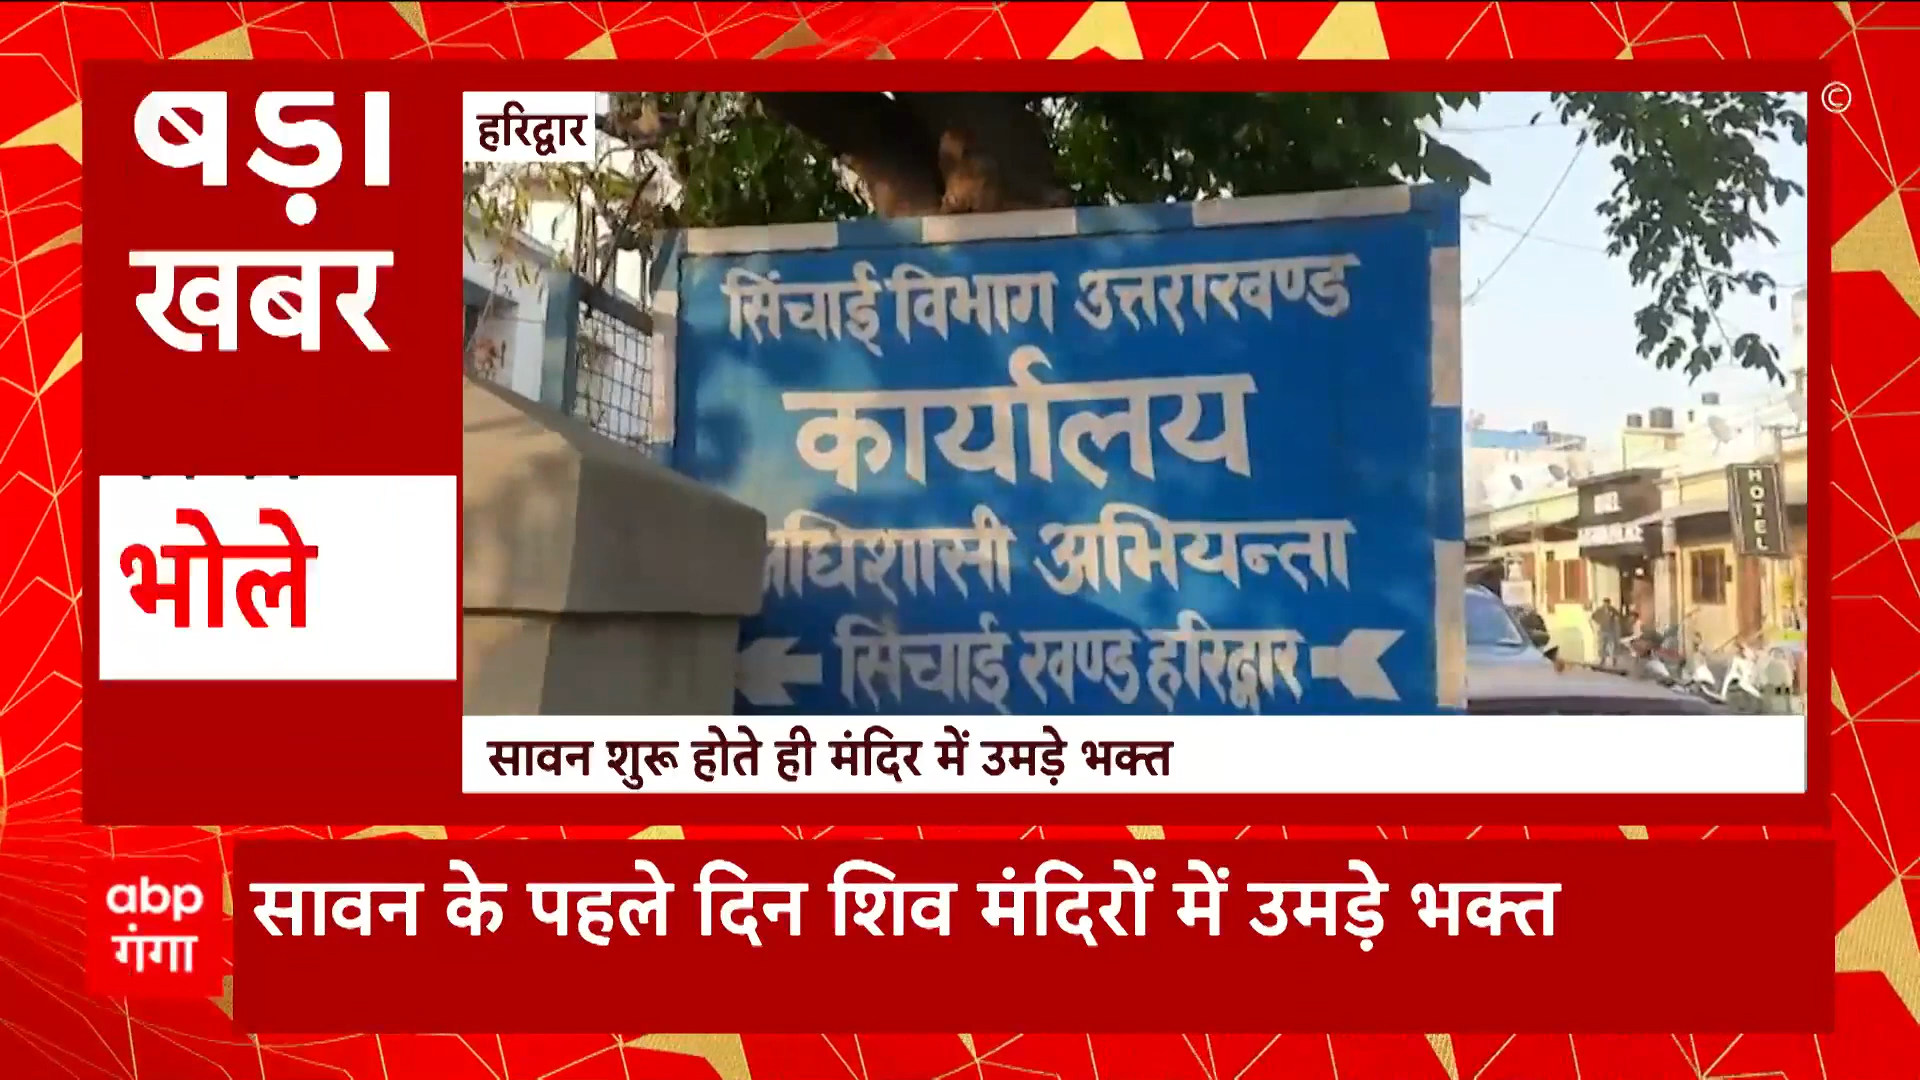 बड़ी
खबर
भोले
हरिद्वार
©
सिंचाई विभाग उत्तराखण्ड
कार्यालय
अधिशासी अभियन्ता
सिंचाई खण्ड हरिद्वार
HOTEL
सावन शुरू होते ही मंदिर में उमड़े भक्त
abp
गंगा
सावन के पहले दिन शिव मंदिरों में उमड़े भक्त